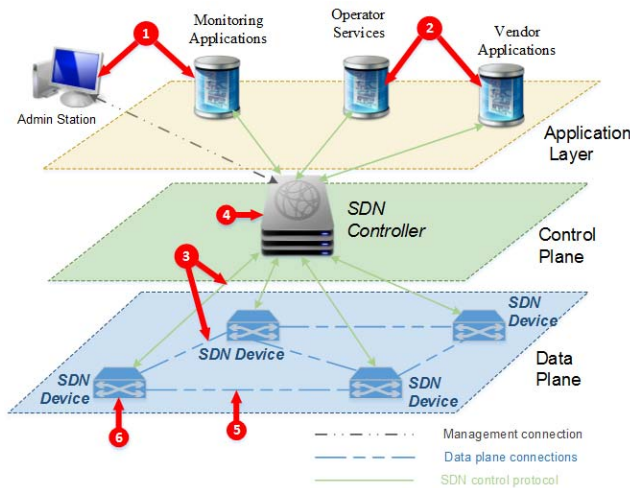 Monitoring
Applications
Operator
Services
Vendor
Applications
1
2
Admin Station
Application
Layer
4
SDN
Controller
Control
Plane
3
SDN
Device
SDN Device
SDN
Device
SDN
Device
Data
Plane
6
5
Management connection
Data plane connections
SDN control protocol